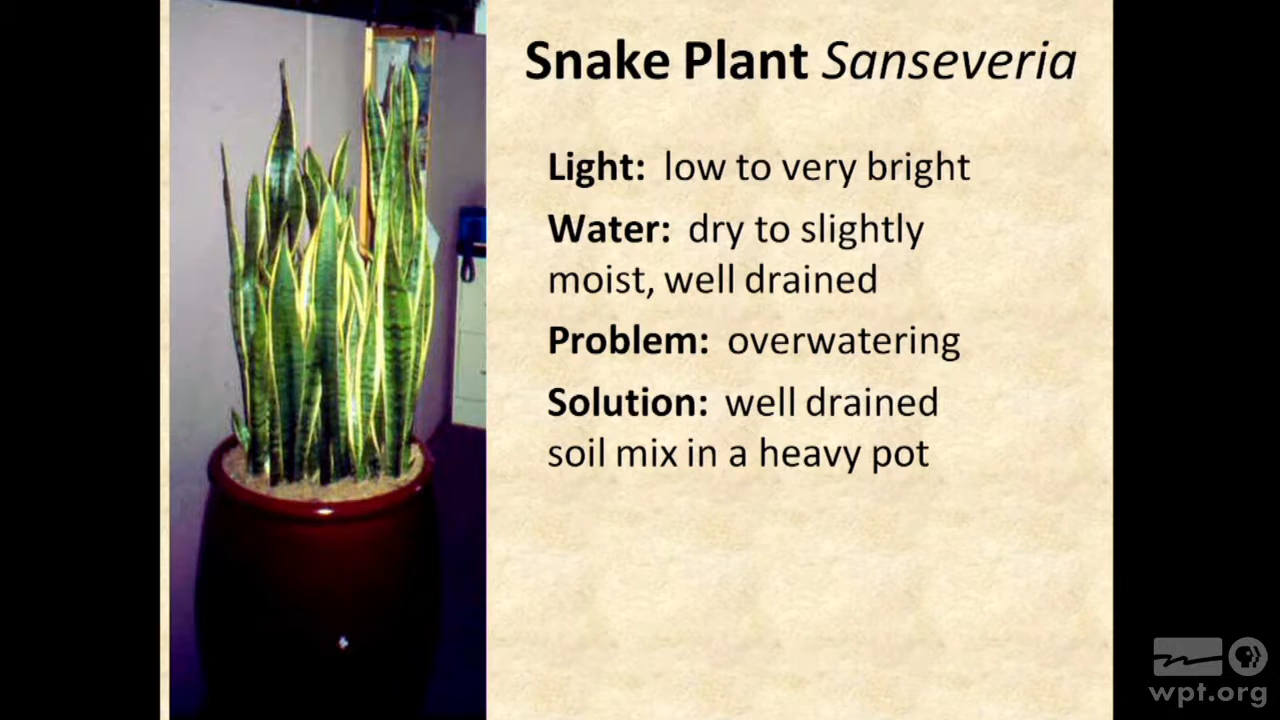 Snake Plant Sanseveria
Light: low to very bright
Water: dry to slightly
moist, well drained
Problem: overwatering
Solution: well drained
soil mix in a heavy pot
wpt.org